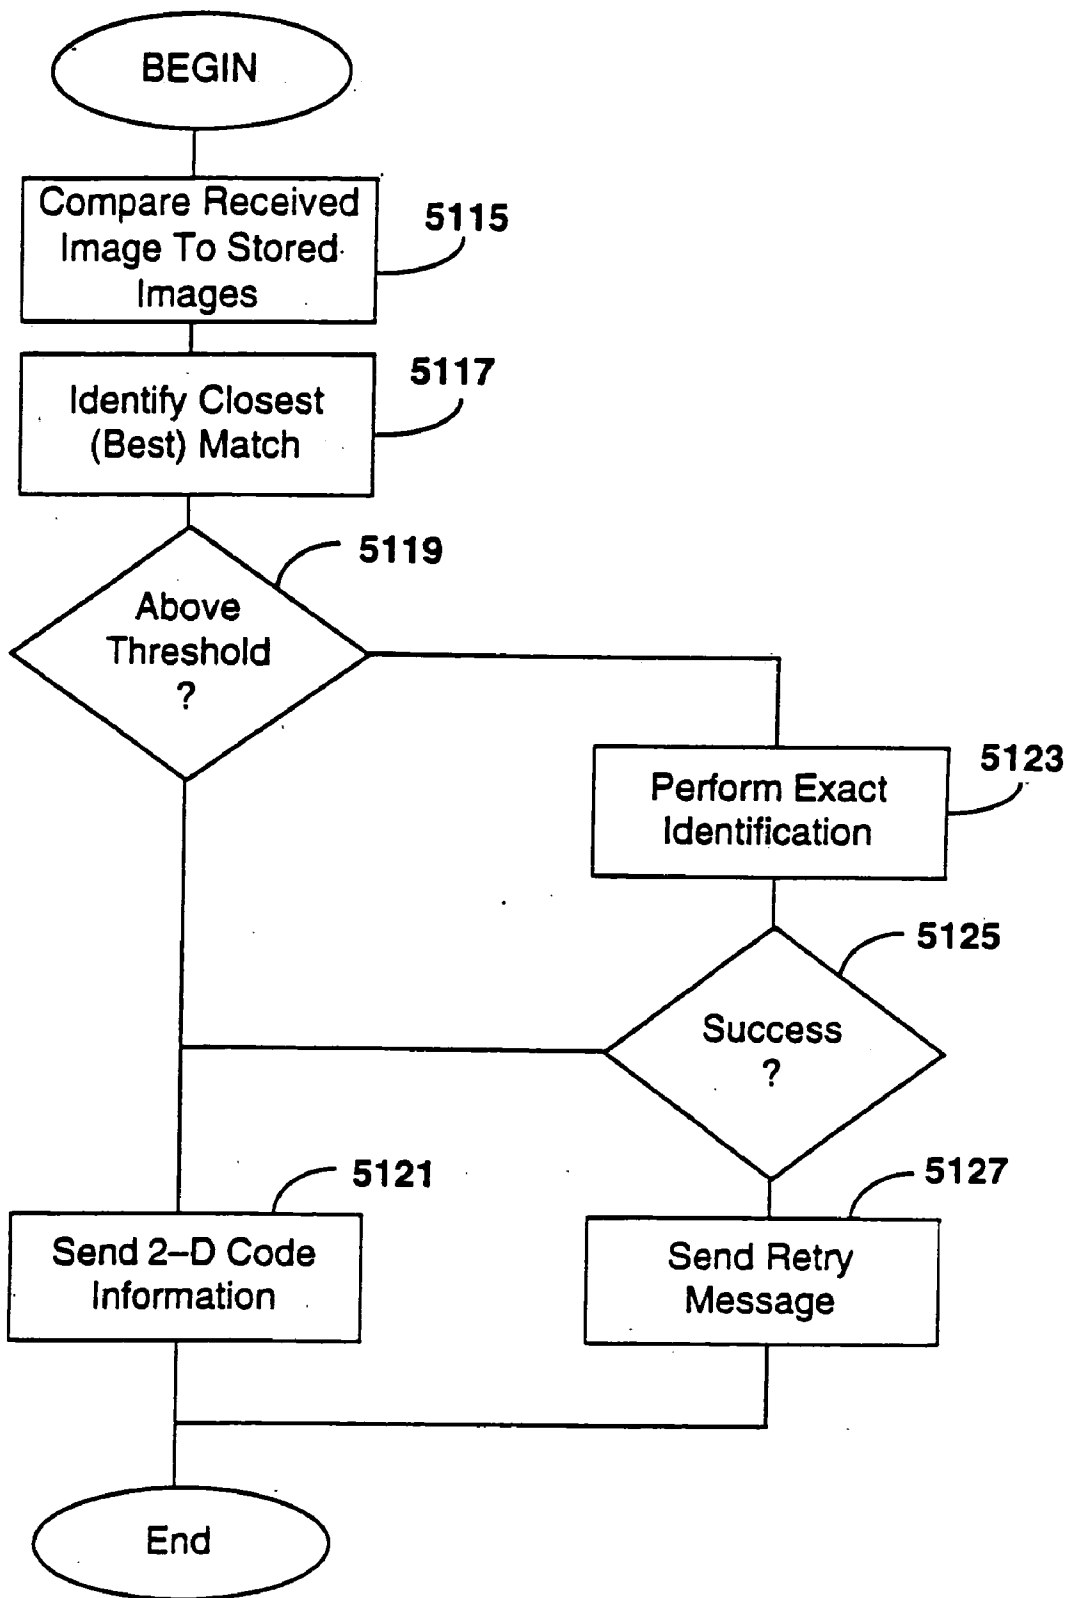 BEGIN
Compare Received
Image To Stored
Images
5115
Identify Closest
(Best) Match
5117
Above
Threshold
?
5119
Perform Exact
Identification
5123
Success
?
5125
Send 2–D Code
Information
5121
Send Retry
Message
5127
End